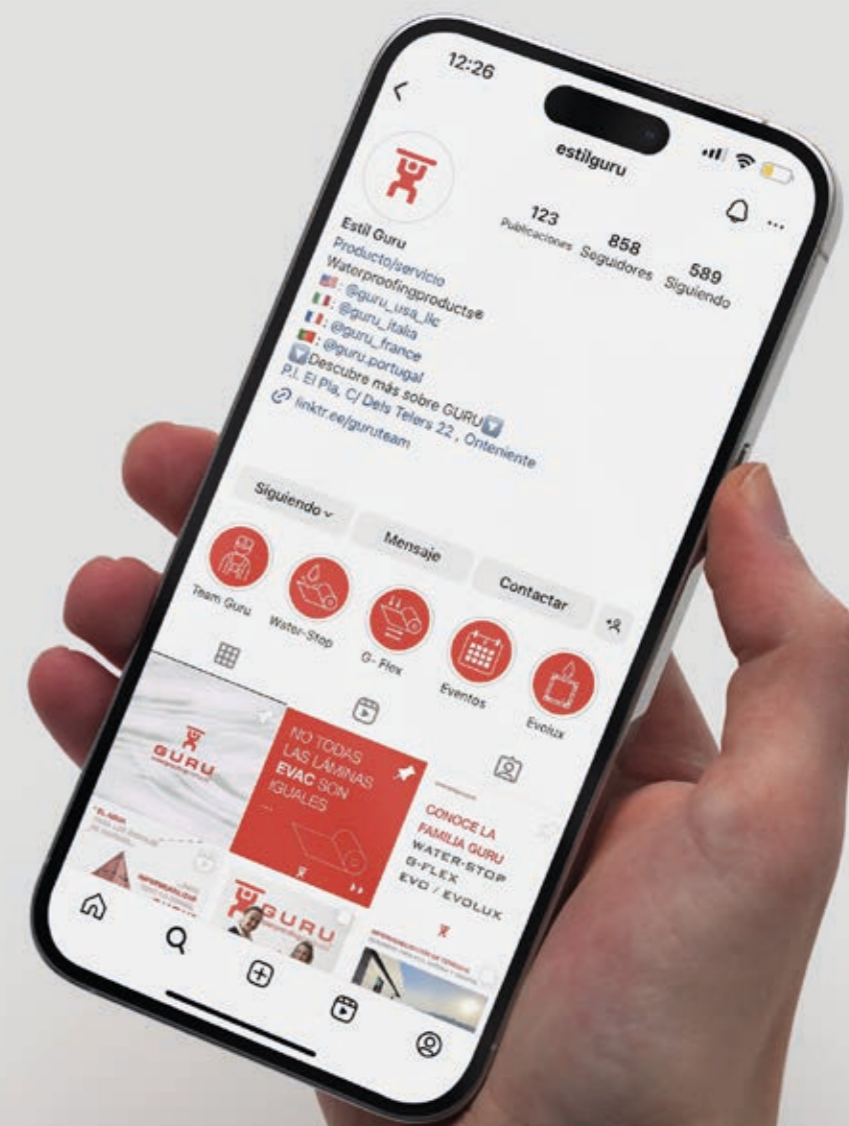 12:26
estilguru
123
Publicaciones
858
Seguidores
589
Siguiendo
Estil Guru
Producto/servicio
Waterproofingproducts®
🇺🇸: @guru_usa_llc
🇮🇹: @guru_italia
🇫🇷: @guru_france
🇵🇹: @guru.portugal
🔽Descubre más sobre GURU🔽
P.I. El Pla, C/ Dels Telers 22 , Onteniente
linktr.ee/guruteam
Siguiendo
Mensaje
Contactar
Team Guru
Water-Stop
G- Flex
Eventos
Evolux
GURU
NO TODAS
LAS LÁMINAS
EVAC SON
IGUALES
CONOCE LA
FAMILIA GURU
WATER-STOP
G-FLEX
EVO / EVOLUX
EL AGUA
GURU